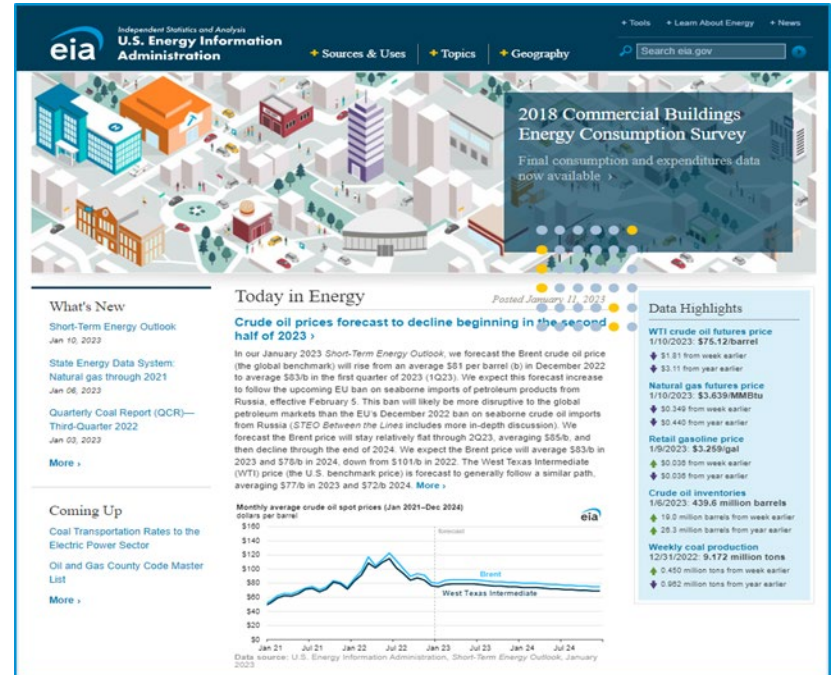 Independent Statistics and Analysis
U.S. Energy Information
Administration
eia
+ Sources & Uses
+ Topics
+ Geography
+ Tools
+ Learn About Energy
+ News
Search eia.gov
2018 Commercial Buildings
Energy Consumption Survey
Final consumption and expenditures data
now available ›
What's New
Short-Term Energy Outlook
Jan 10, 2023
State Energy Data System:
Natural gas through 2021
Jan 06, 2023
Quarterly Coal Report (QCR)—
Third-Quarter 2022
Jan 03, 2023
More ›
Coming Up
Coal Transportation Rates to the
Electric Power Sector
Oil and Gas County Code Master
List
More ›
Today in Energy
Posted January 11, 2023
Crude oil prices forecast to decline beginning in the second
half of 2023 ›
In our January 2023 Short-Term Energy Outlook, we forecast the Brent crude oil price
(the global benchmark) will rise from an average $81 per barrel (b) in December 2022
to average $83/b in the first quarter of 2023 (1Q23). We expect this forecast increase
to follow the upcoming EU ban on seaborne imports of petroleum products from
Russia, effective February 5. This ban will likely be more disruptive to the global
petroleum markets than the EU's December 2022 ban on seaborne crude oil imports
from Russia (STEO Between the Lines includes more in-depth discussion). We
forecast the Brent price will stay relatively flat through 2Q23, averaging $85/b, and
then decline through the end of 2024. We expect the Brent price will average $83/b in
2023 and $78/b in 2024, down from $101/b in 2022. The West Texas Intermediate
(WTI) price (the U.S. benchmark price) is forecast to generally follow a similar path,
averaging $77/b in 2023 and $72/b 2024. More ›
Monthly average crude oil spot prices (Jan 2021–Dec 2024)
dollars per barrel
eia
$160
$140
$120
$100
$80
$60
$40
$20
$0
forecast
Brent
West Texas Intermediate
Jan 21
Jul 21
Jan 22
Jul 22
Jan 23
Jul 23
Jan 24
Jul 24
Data source: U.S. Energy Information Administration, Short-Term Energy Outlook, January
2023
Data Highlights
WTI crude oil futures price
1/10/2023: $75.12/barrel
$1.81 from week earlier
$3.11 from year earlier
Natural gas futures price
1/10/2023: $3.639/MMBtu
$0.349 from week earlier
$0.440 from year earlier
Retail gasoline price
1/9/2023: $3.259/gal
$0.036 from week earlier
$0.036 from year earlier
Crude oil inventories
1/6/2023: 439.6 million barrels
19.0 million barrels from week earlier
26.3 million barrels from year earlier
Weekly coal production
12/31/2022: 9.172 million tons
0.450 million tons from week earlier
0.962 million tons from year earlier